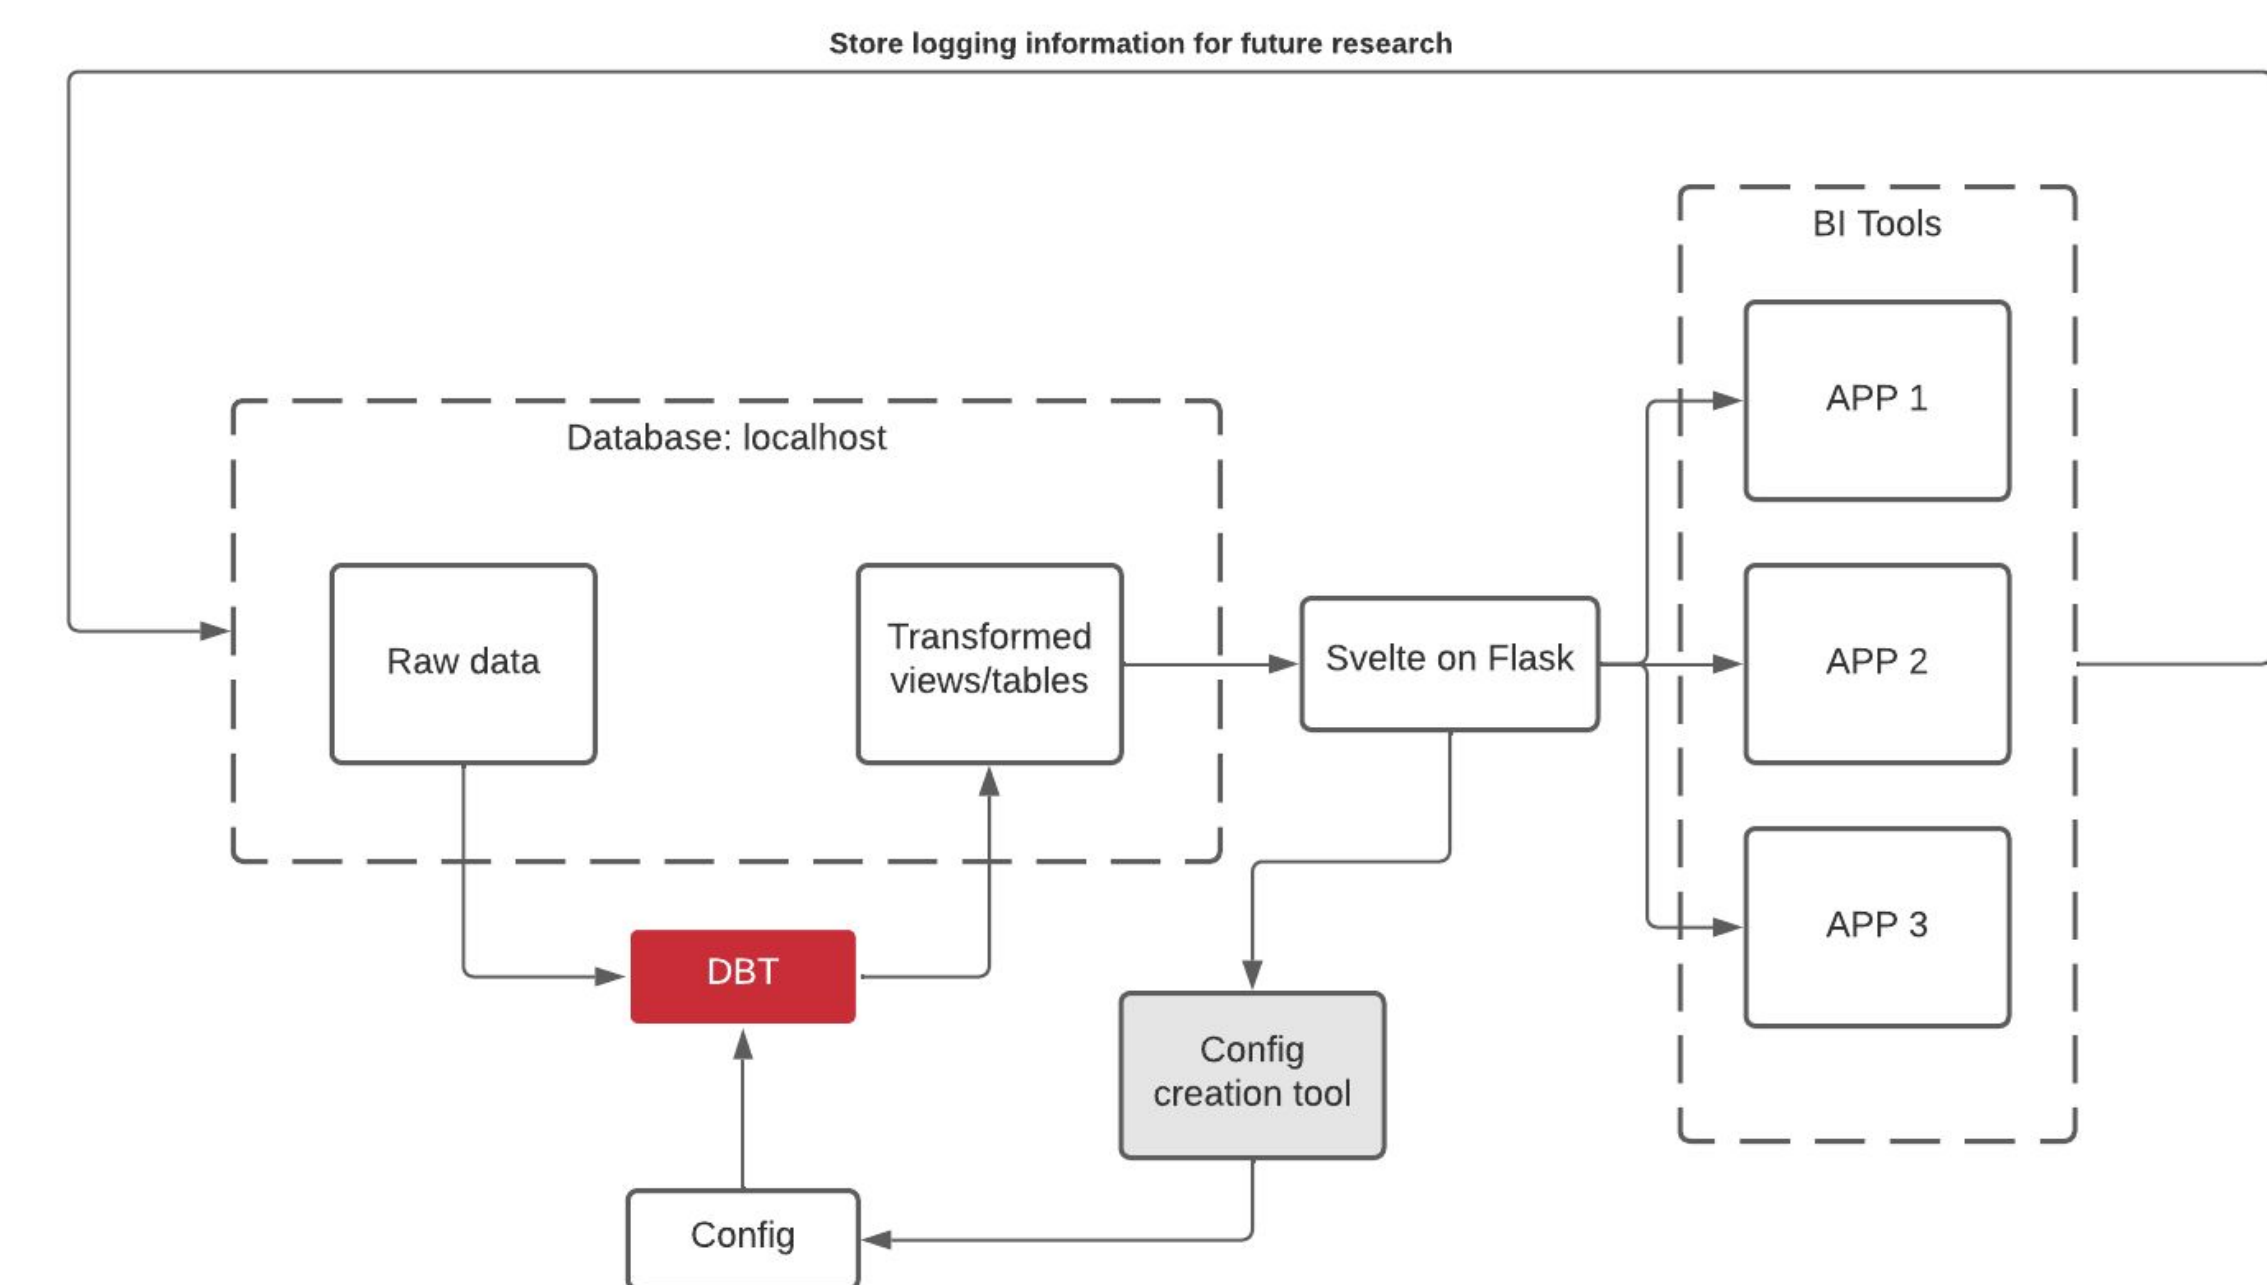 Store logging information for future research
BI Tools
APP 1
Database: localhost
Raw data
Transformed
views/tables
Svelte on Flask
APP 2
APP 3
DBT
Config
creation tool
Config